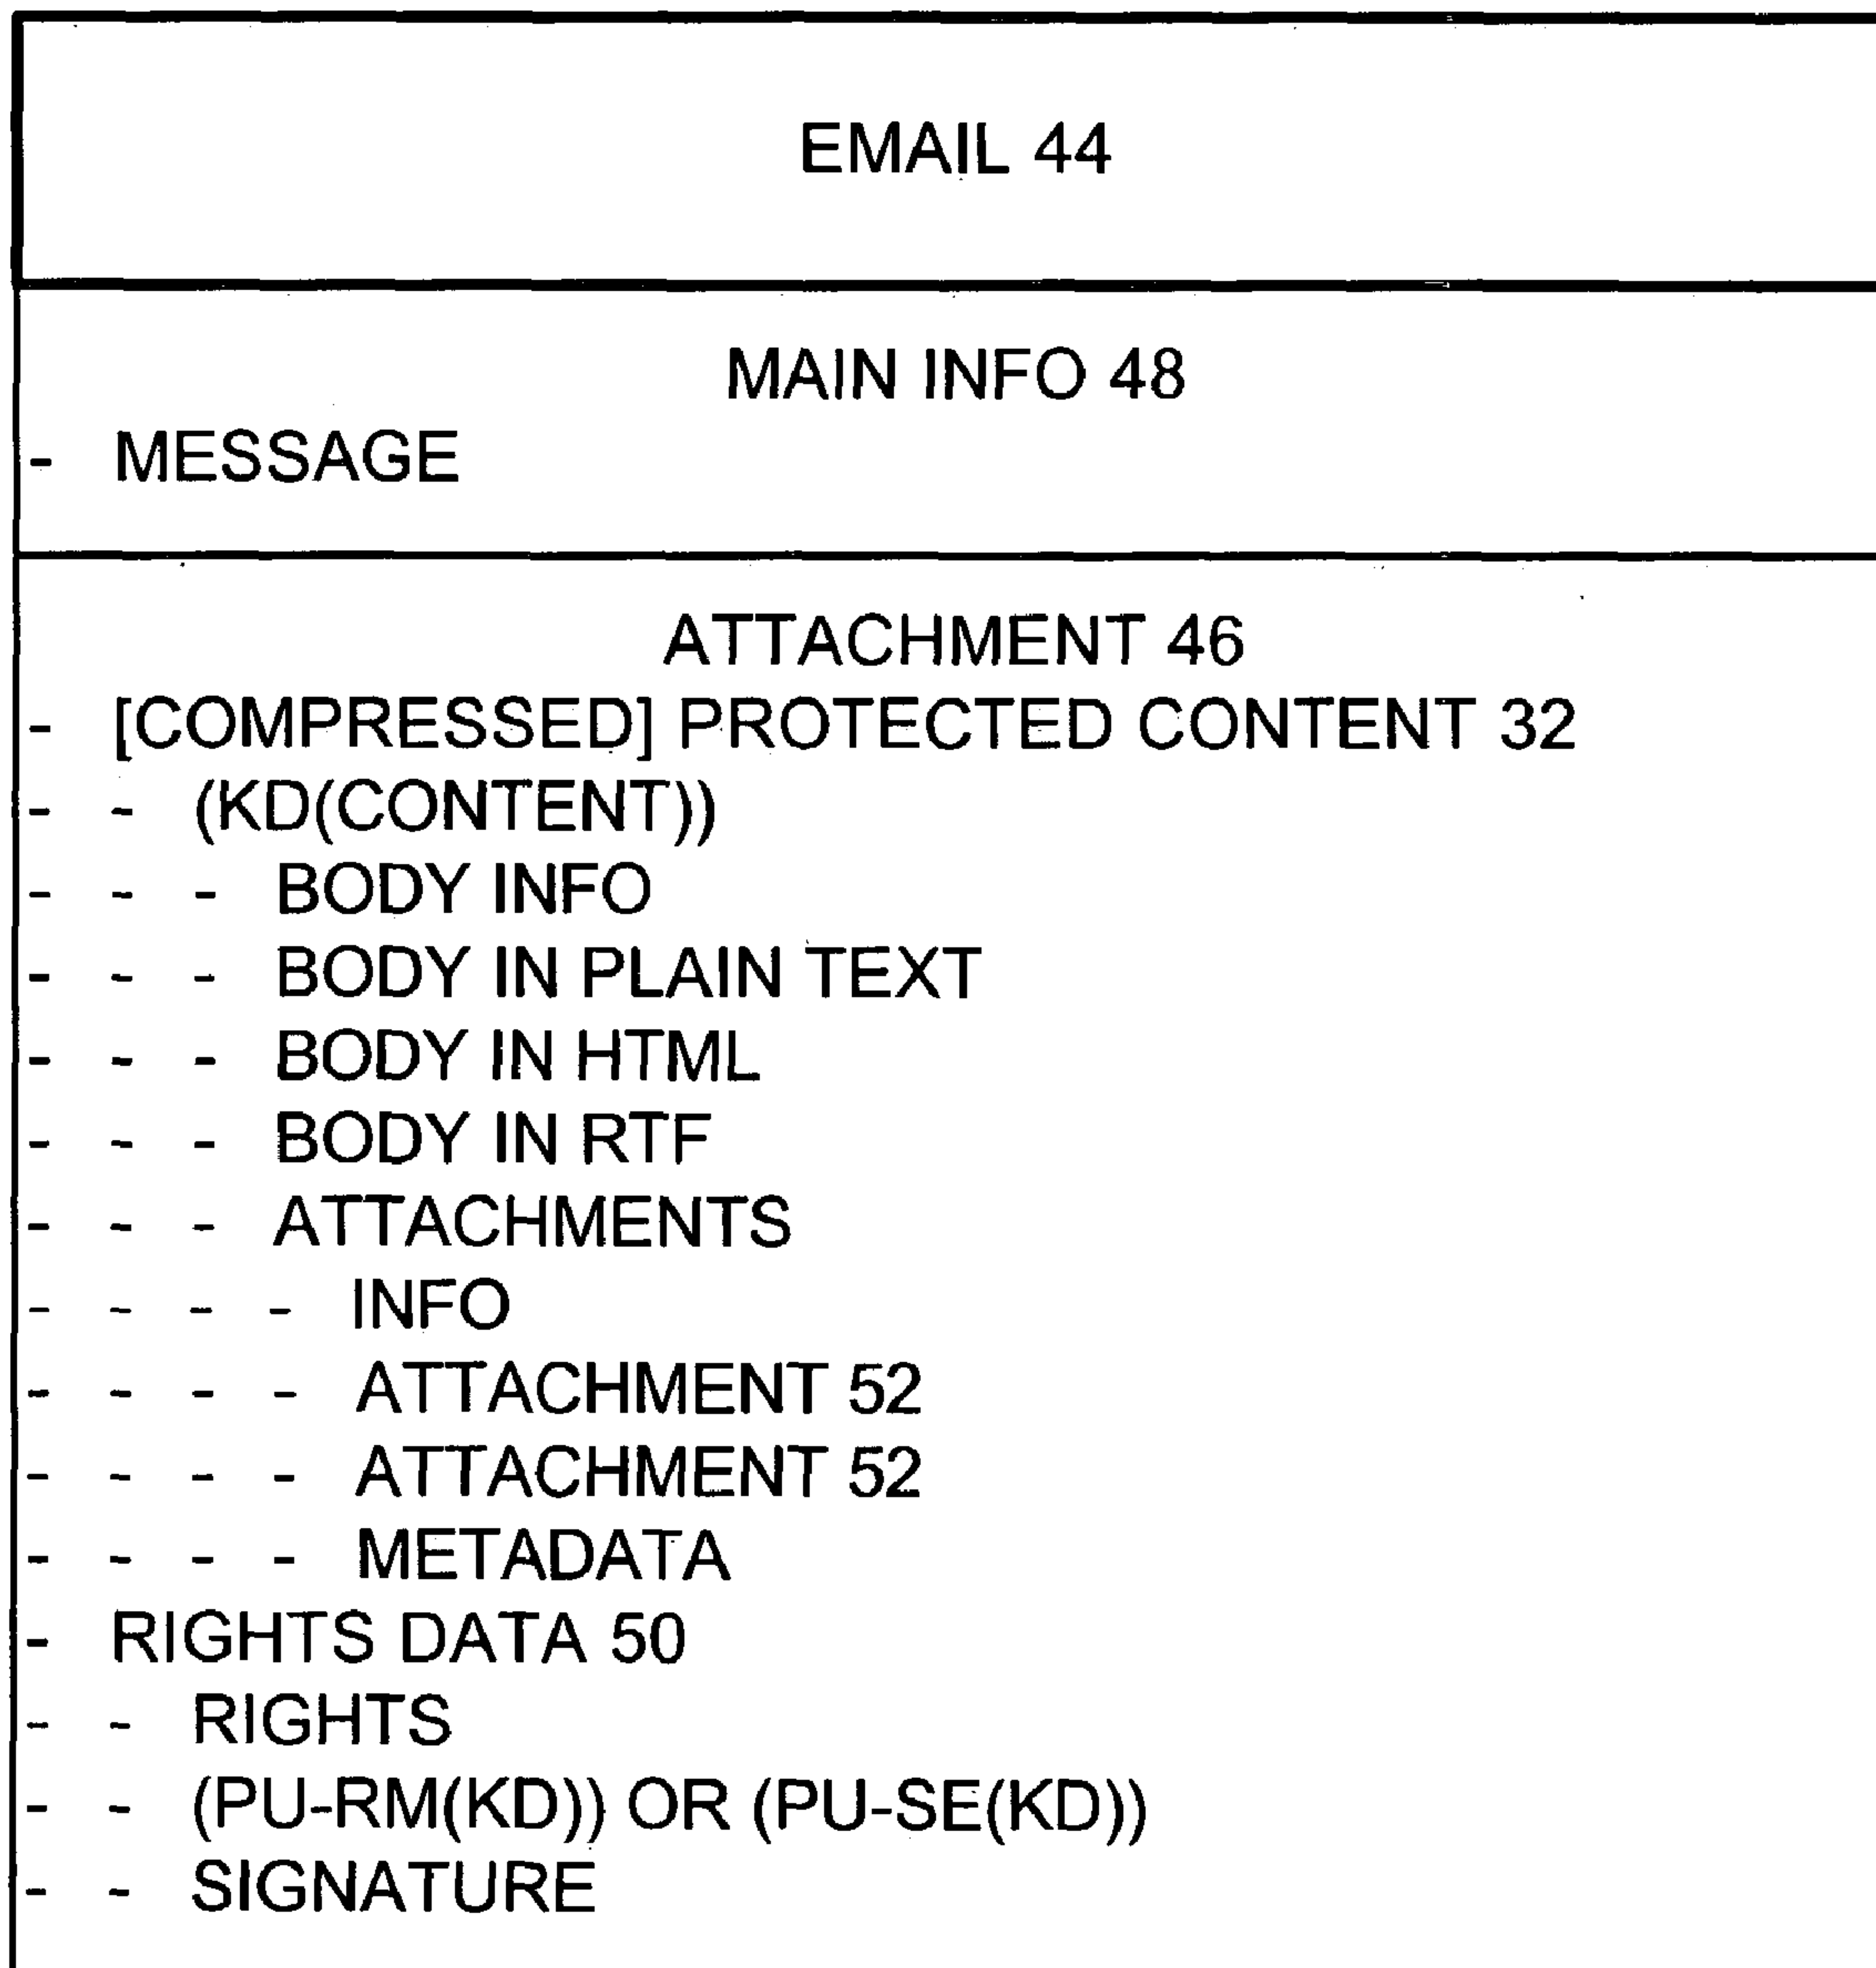 EMAIL 44
MAIN INFO 48
- MESSAGE
ATTACHMENT 46
- [COMPRESSED] PROTECTED CONTENT 32
- - (KD(CONTENT))
- - - BODY INFO
- - - BODY IN PLAIN TEXT
- - - BODY IN HTML
- - - BODY IN RTF
- - - ATTACHMENTS
- - - - INFO
- - - - ATTACHMENT 52
- - - - ATTACHMENT 52
- - - - METADATA
- RIGHTS DATA 50
- - RIGHTS
- - (PU-RM(KD)) OR (PU-SE(KD))
- - SIGNATURE